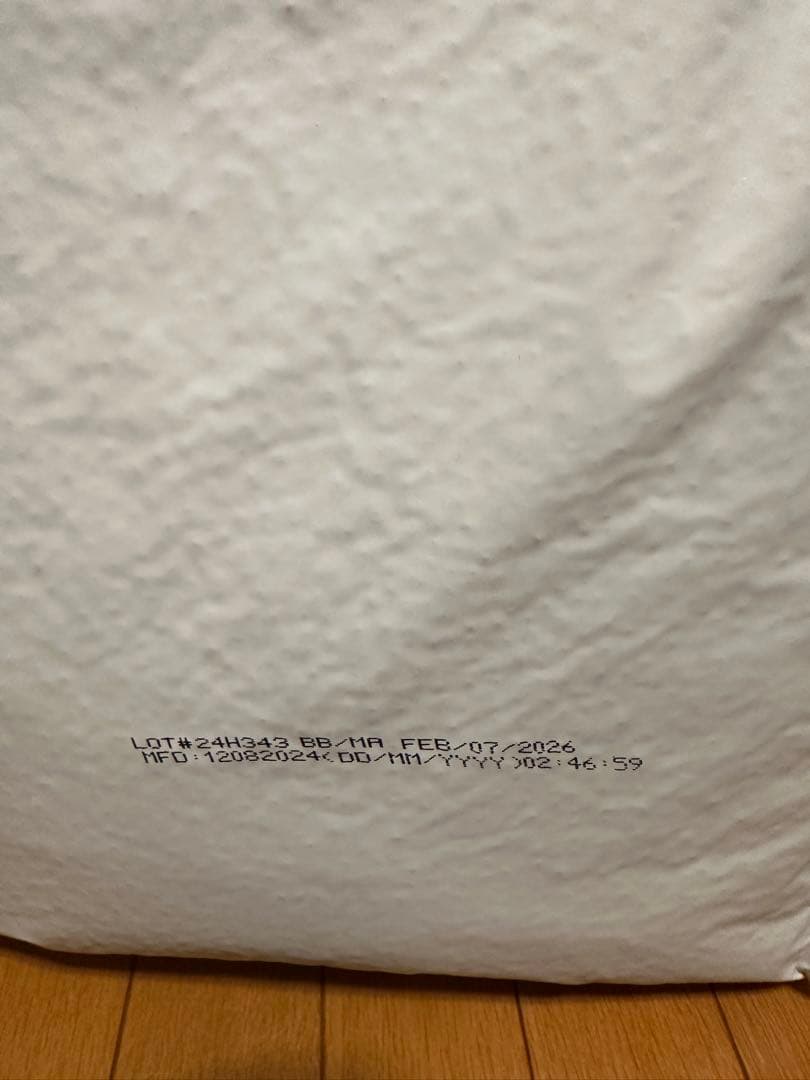 LOT#24H343 BB/MA FEB/07/2026
MFD:12082024(DD/MM/YYYY)02:46:59